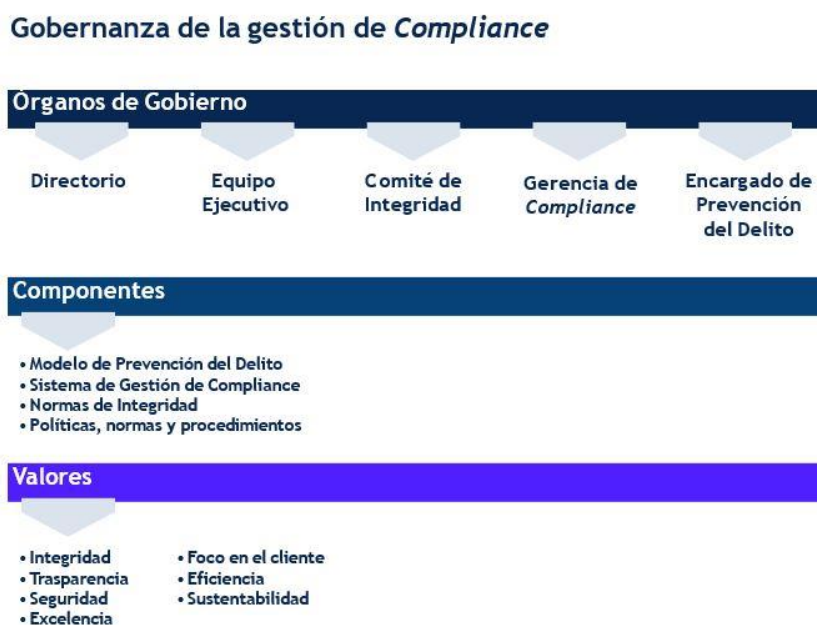 Gobernanza de la gestión de Compliance
Órganos de Gobierno
Directorio
Equipo
Ejecutivo
Comité de
Integridad
Gerencia de
Compliance
Encargado de
Prevención
del Delito
Componentes
• Modelo de Prevención del Delito
• Sistema de Gestión de Compliance
• Normas de Integridad
• Políticas, normas y procedimientos
Valores
• Integridad
• Trasparencia
• Seguridad
• Excelencia
• Foco en el cliente
• Eficiencia
• Sustentabilidad